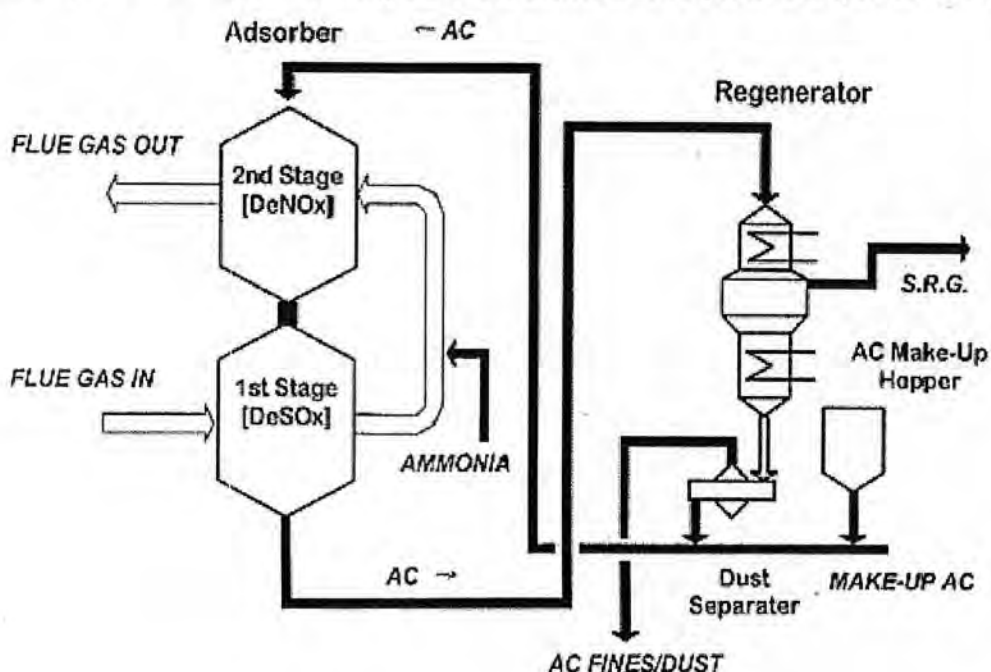 Adsorber
← AC
Regenerator
FLUE GAS OUT
2nd Stage
[DeNOx]
S.R.G.
FLUE GAS IN
1st Stage
[DeSOx]
AC Make-Up
Hopper
AMMONIA
AC →
Dust
Separater
MAKE-UP AC
AC FINES/DUST